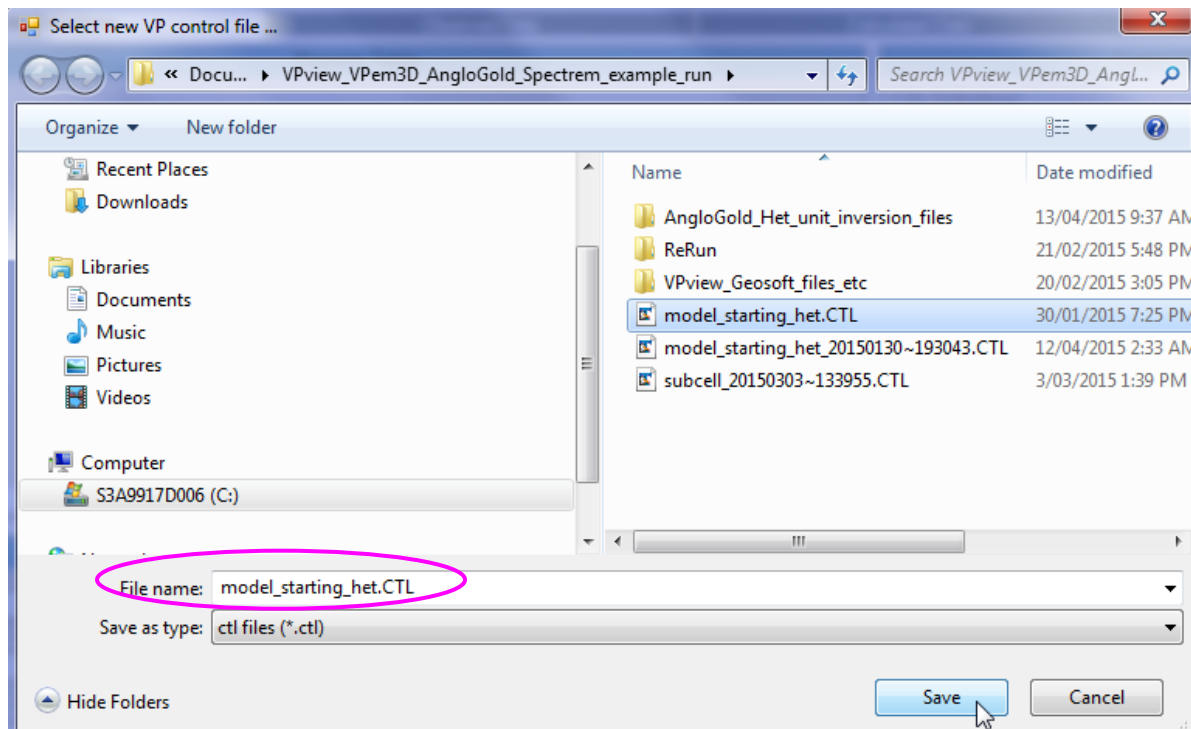 Select new VP control file ...
« Docu... VPview_VPem3D_AngloGold_Spectrem_example_run
Search VPview_VPem3D_Angl...
Organize New folder
Recent Places
Downloads
Libraries
Documents
Music
Pictures
Videos
Computer
S3A9917D006 (C:)
Name Date modified
AngloGold_Het_unit_inversion_files 13/04/2015 9:37 AM
ReRun 21/02/2015 5:48 PM
VPview_Geosoft_files_etc 20/02/2015 3:05 PM
model_starting_het.CTL 30/01/2015 7:25 PM
model_starting_het_20150130~193043.CTL 12/04/2015 2:33 AM
subcell_20150303~133955.CTL 3/03/2015 1:39 PM
File name: model_starting_het.CTL
Save as type: ctl files (*.ctl)
Hide Folders
Save Cancel